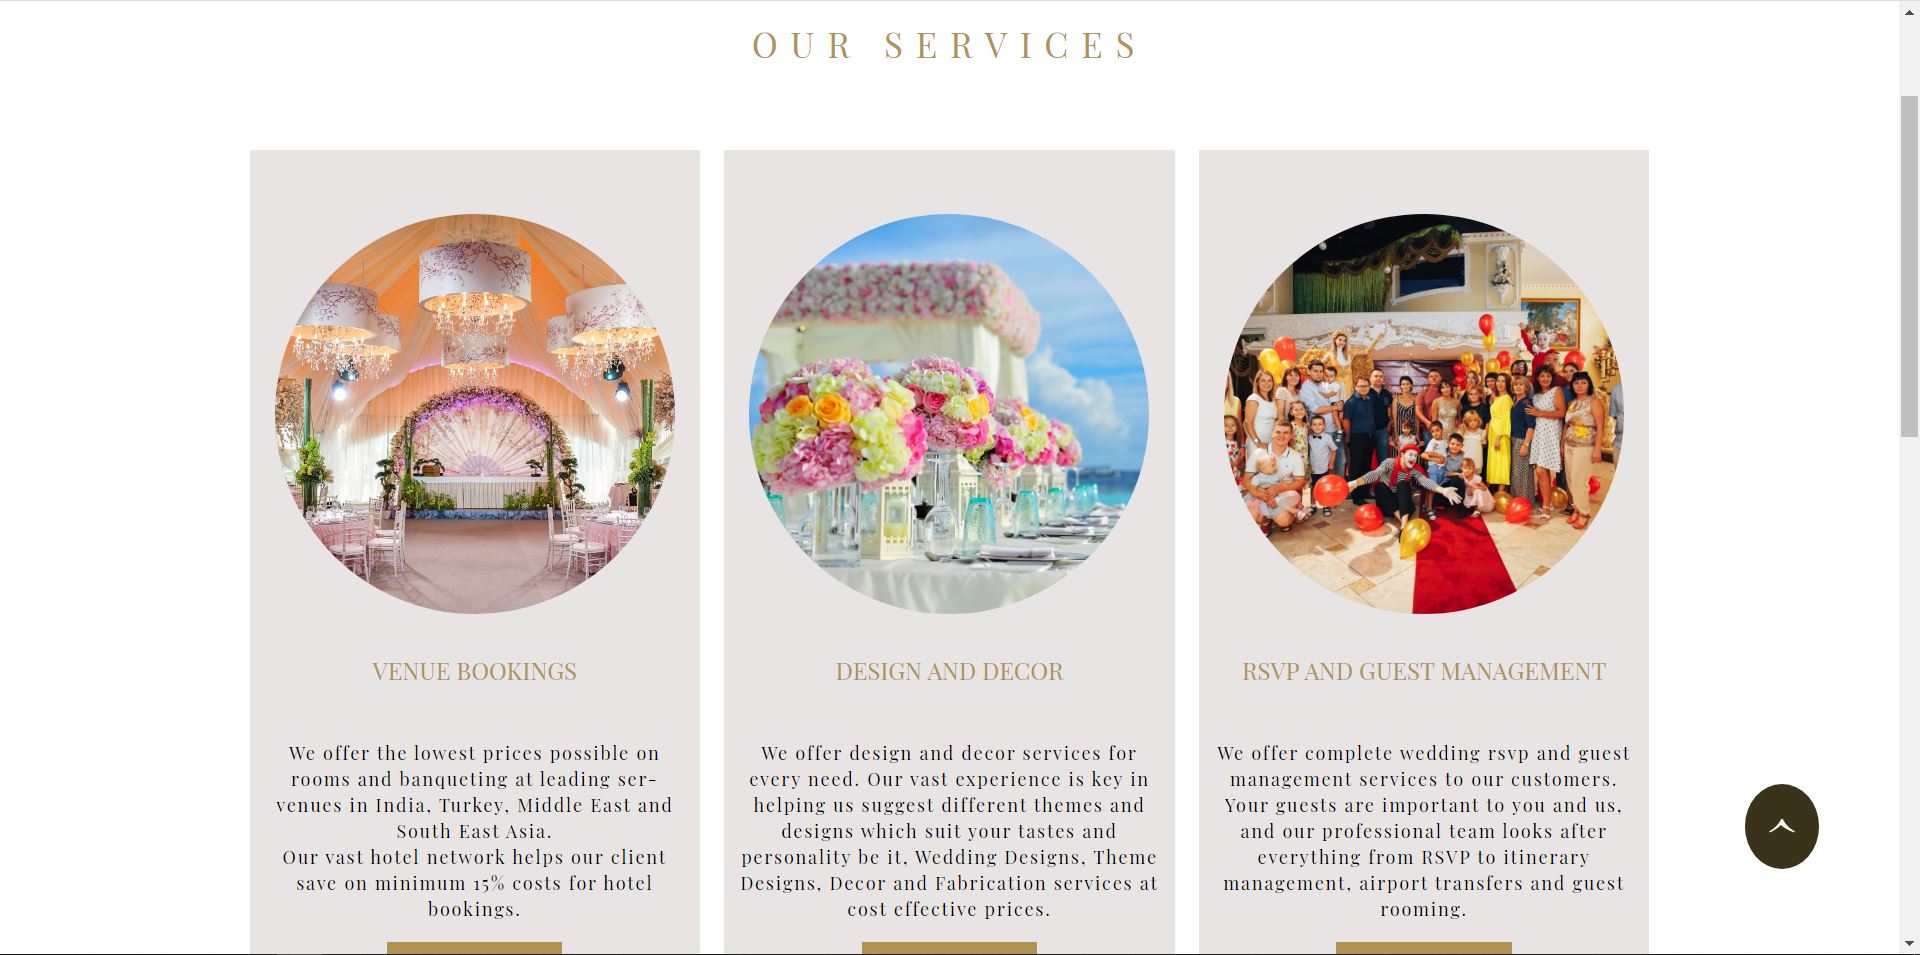 OUR SERVICES
VENUE BOOKINGS
We offer the lowest prices possible on
rooms and banqueting at leading ser-
venues in India, Turkey, Middle East and
South East Asia.
Our vast hotel network helps our client
save on minimum 15% costs for hotel
bookings.
DESIGN AND DECOR
We offer design and decor services for
every need. Our vast experience is key in
helping us suggest different themes and
designs which suit your tastes and
personality be it, Wedding Designs, Theme
Designs, Decor and Fabrication services at
cost effective prices.
RSVP AND GUEST MANAGEMENT
We offer complete wedding rsvp and guest
management services to our customers.
Your guests are important to you and us,
and our professional team looks after
everything from RSVP to itinerary
management, airport transfers and guest
rooming.